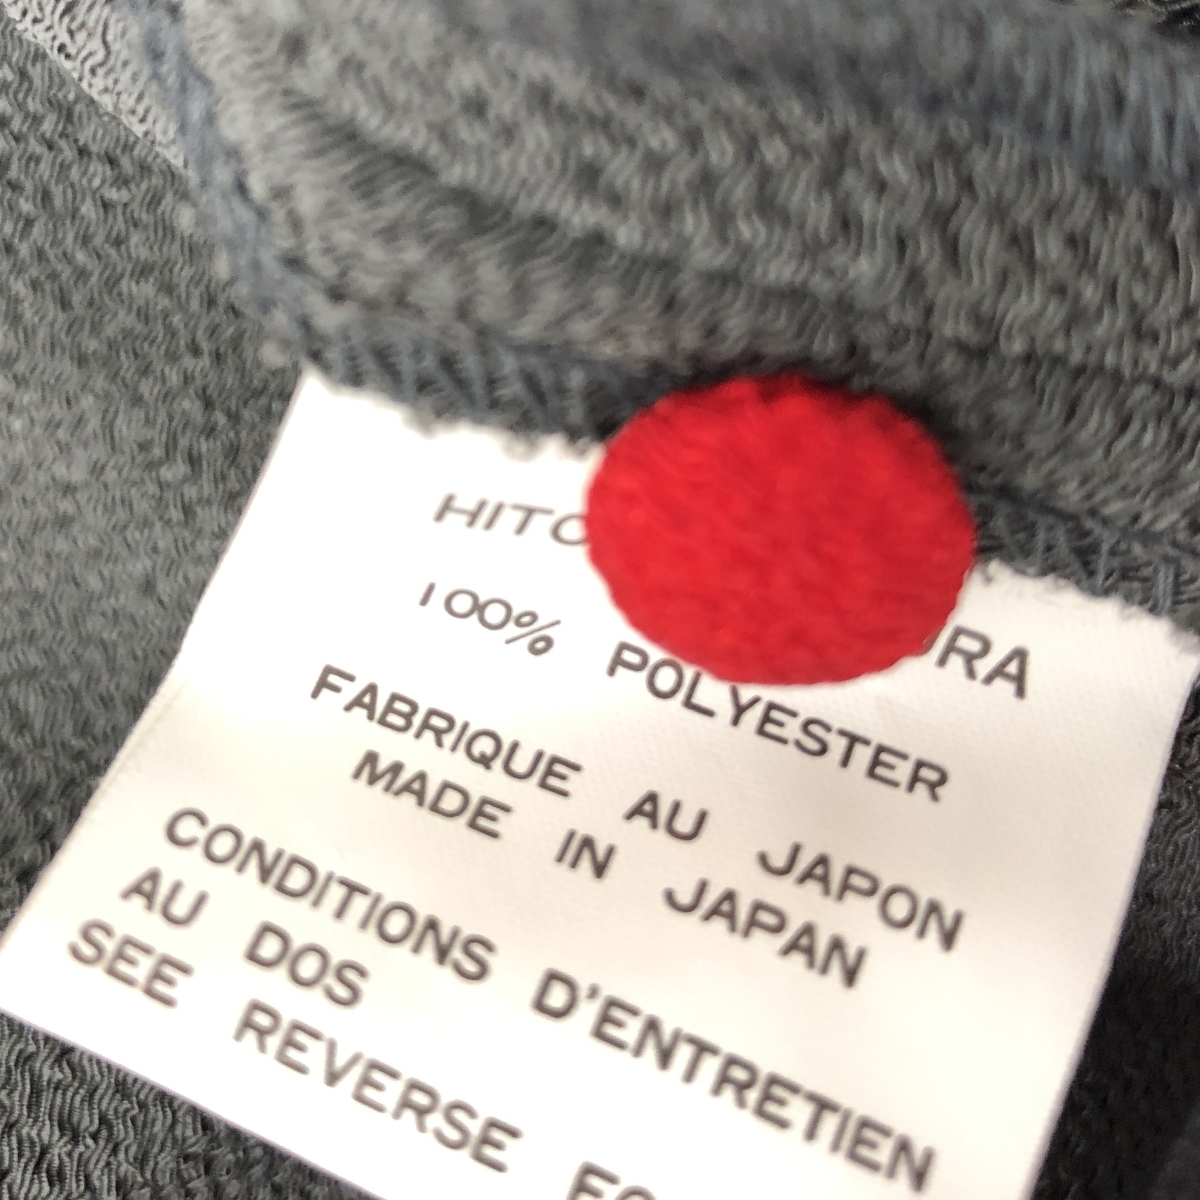 100% POLYESTER
FABRIQUE AU JAPON
MADE IN JAPAN
CONDITIONS D'ENTRETIEN
AU DOS
SEE REVERSE